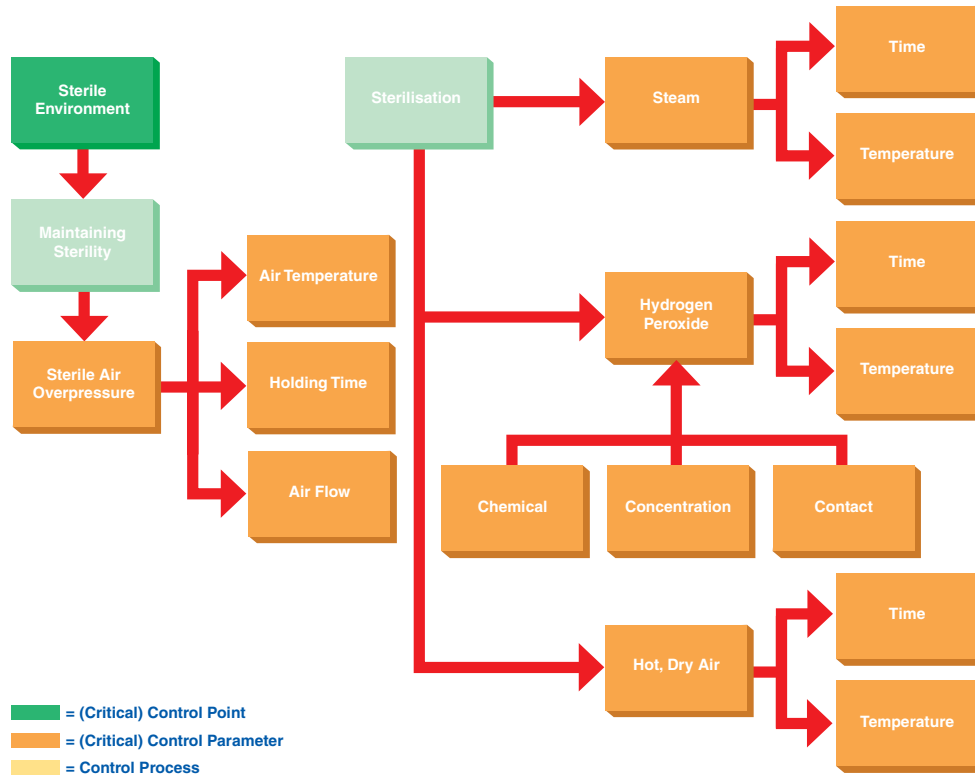 Sterile
Environment
Maintaining
Sterility
Sterile Air
Overpressure
Air Temperature
Holding Time
Air Flow
Sterilisation
Steam
Time
Temperature
Hydrogen
Peroxide
Time
Temperature
Chemical
Concentration
Contact
Hot, Dry Air
Time
Temperature
= (Critical) Control Point
= (Critical) Control Parameter
= Control Process